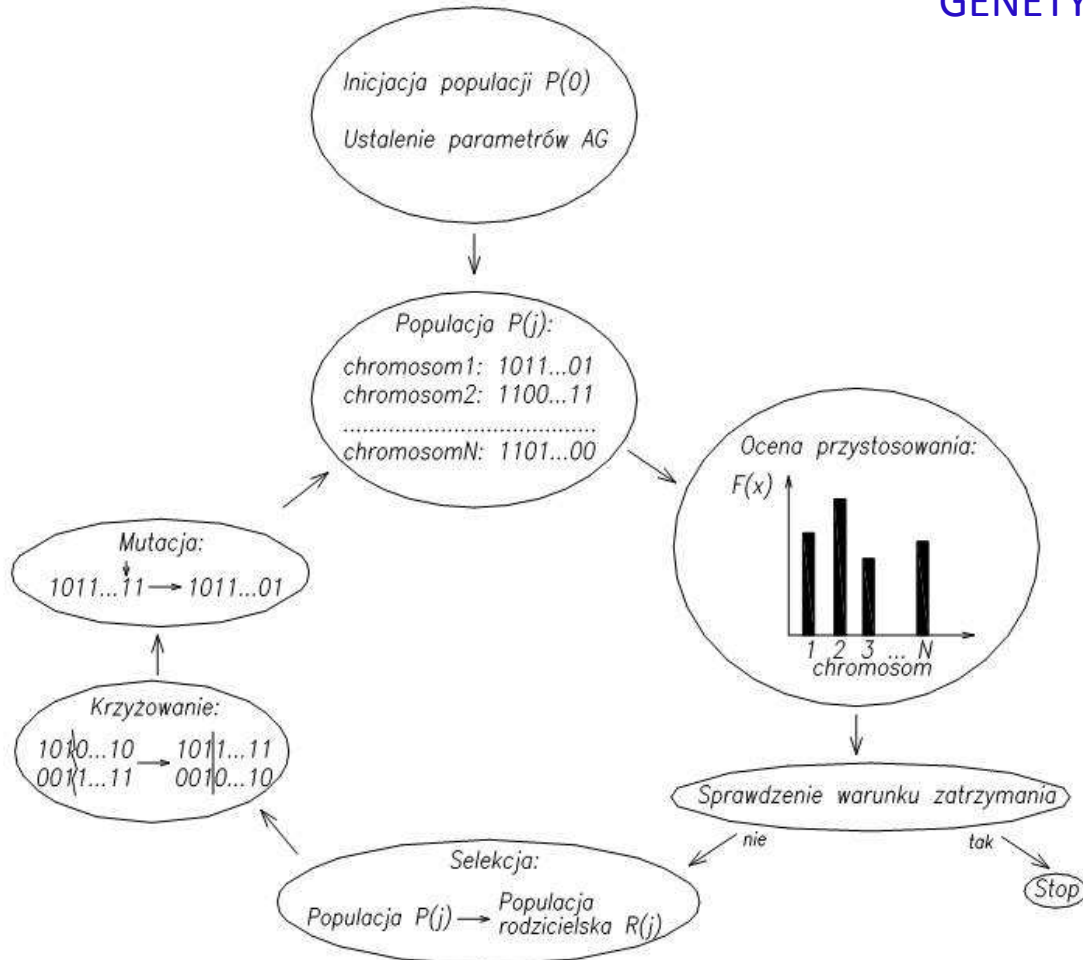 GENETY
Inicjacja populacji P(0)
Ustalenie parametrów AG
Populacja P(j):
chromosom1: 1011...01
chromosom2: 1100...11
....................................
chromosomN: 1101...00
Ocena przystosowania:
F(x)
1 2 3 ... N
chromosom
Mutacja:
1011...11 → 1011...01
Krzyżowanie:
1010...10 → 1011...11
0011...11 0010...10
Sprawdzenie warunku zatrzymania
nie tak
Stop
Selekcja:
Populacja P(j) → Populacja
rodzicielska R(j)